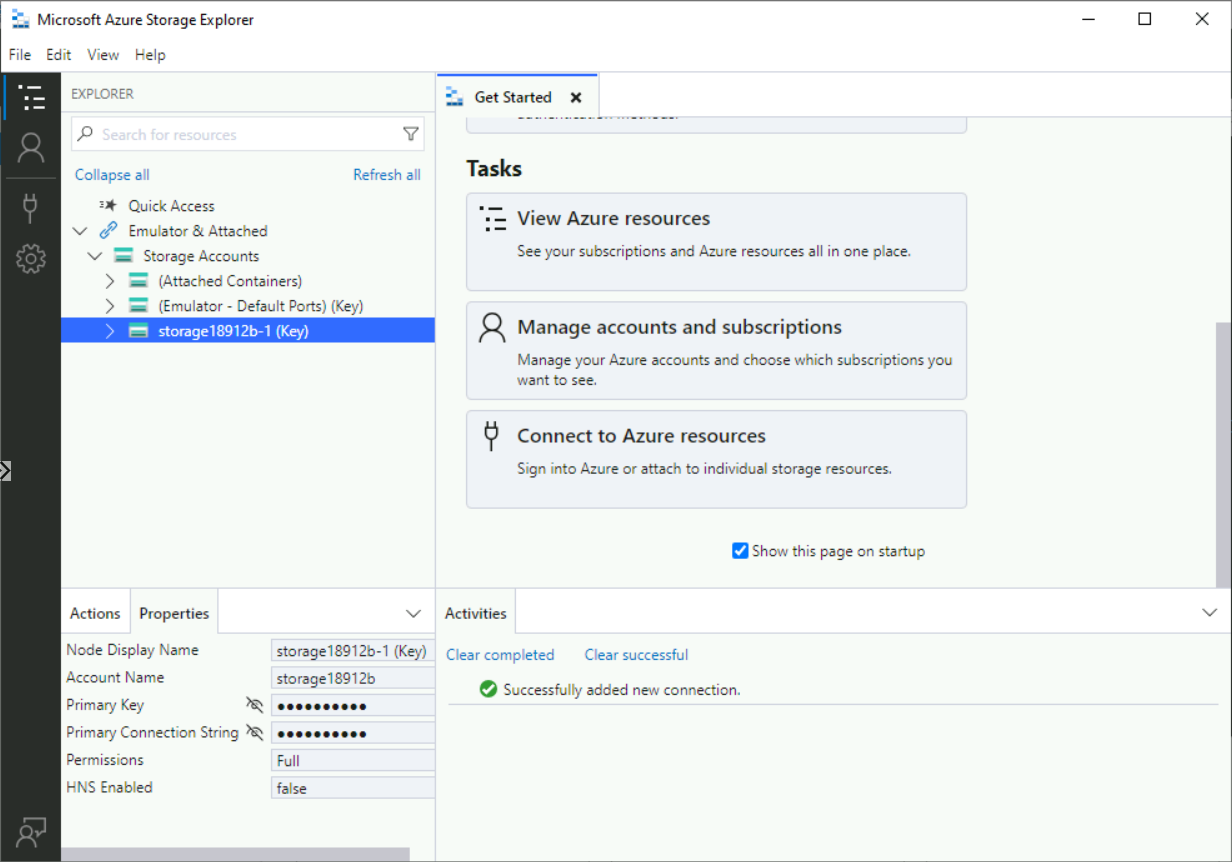 Microsoft Azure Storage Explorer
File Edit View Help
EXPLORER
Search for resources
Collapse all Refresh all
Quick Access
Emulator & Attached
Storage Accounts
(Attached Containers)
(Emulator - Default Ports) (Key)
storage18912b-1 (Key)
Get Started
authentication methods.
Tasks
View Azure resources
See your subscriptions and Azure resources all in one place.
Manage accounts and subscriptions
Manage your Azure accounts and choose which subscriptions you
want to see.
Connect to Azure resources
Sign into Azure or attach to individual storage resources.
Show this page on startup
Actions Properties
Node Display Name storage18912b-1 (Key)
Account Name storage18912b
Primary Key ••••••••••
Primary Connection String ••••••••••
Permissions Full
HNS Enabled false
Activities
Clear completed Clear successful
Successfully added new connection.